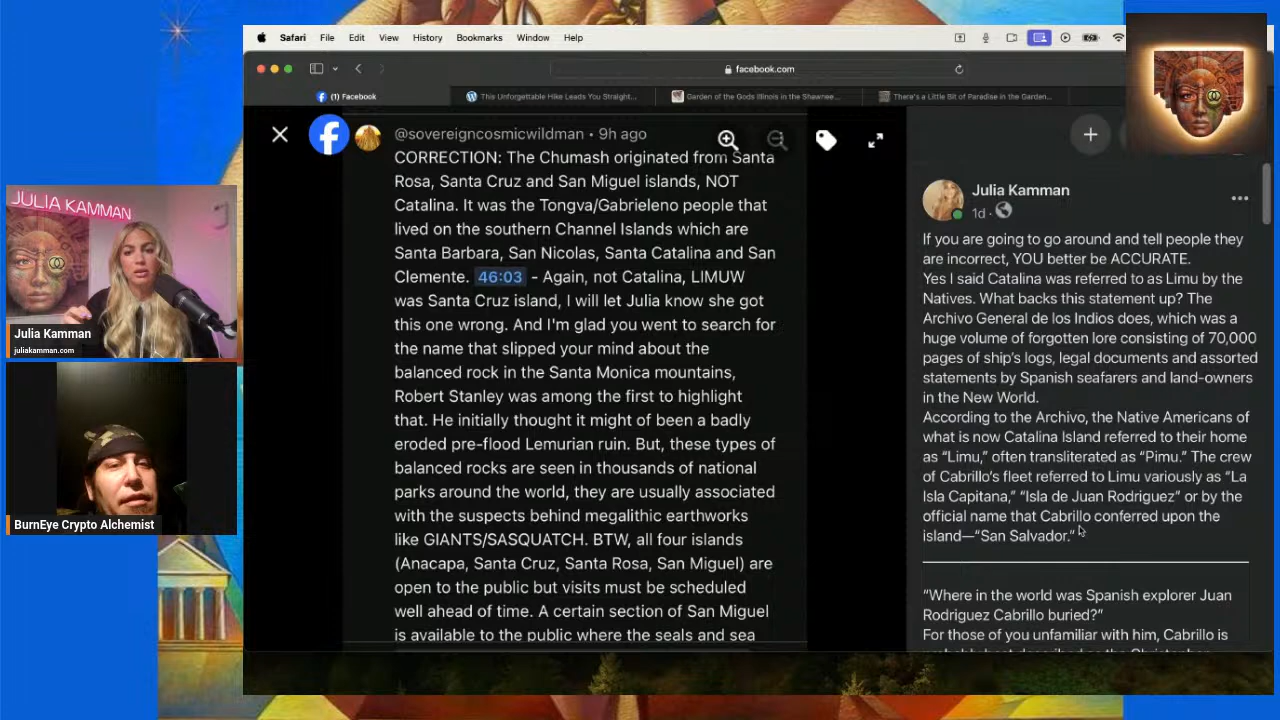 Safari File Edit View History Bookmarks Window Help
facebook.com
(1) Facebook
This Unforgettable Hike Leads You Straight...
Garden of the Gods Illinois in the Shawnee...
There's a Little Bit of Paradise in the Garden...
@sovereigncosmicwildman • 9h ago
CORRECTION: The Chumash originated from Santa
Rosa, Santa Cruz and San Miguel islands, NOT
Catalina. It was the Tongva/Gabrieleno people that
lived on the southern Channel Islands which are
Santa Barbara, San Nicolas, Santa Catalina and San
Clemente. 46:03 - Again, not Catalina, LIMUW
was Santa Cruz island, I will let Julia know she got
this one wrong. And I'm glad you went to search for
the name that slipped your mind about the
balanced rock in the Santa Monica mountains,
Robert Stanley was among the first to highlight
that. He initially thought it might of been a badly
eroded pre-flood Lemurian ruin. But, these types of
balanced rocks are seen in thousands of national
parks around the world, they are usually associated
with the suspects behind megalithic earthworks
like GIANTS/SASQUATCH. BTW, all four islands
(Anacapa, Santa Cruz, Santa Rosa, San Miguel) are
open to the public but visits must be scheduled
well ahead of time. A certain section of San Miguel
is available to the public where the seals and sea
Julia Kamman
1d ·
If you are going to go around and tell people they
are incorrect, YOU better be ACCURATE.
Yes I said Catalina was referred to as Limu by the
Natives. What backs this statement up? The
Archivo General de los Indios does, which was a
huge volume of forgotten lore consisting of 70,000
pages of ship's logs, legal documents and assorted
statements by Spanish seafarers and land-owners
in the New World.
According to the Archivo, the Native Americans of
what is now Catalina Island referred to their home
as “Limu,” often transliterated as “Pimu.” The crew
of Cabrillo's fleet referred to Limu variously as “La
Isla Capitana,” “Isla de Juan Rodriguez” or by the
official name that Cabrillo conferred upon the
island—“San Salvador.”
“Where in the world was Spanish explorer Juan
Rodriguez Cabrillo buried?”
For those of you unfamiliar with him, Cabrillo is
JULIA KAMMAN
Julia Kamman
juliakamman.com
BurnEye Crypto Alchemist